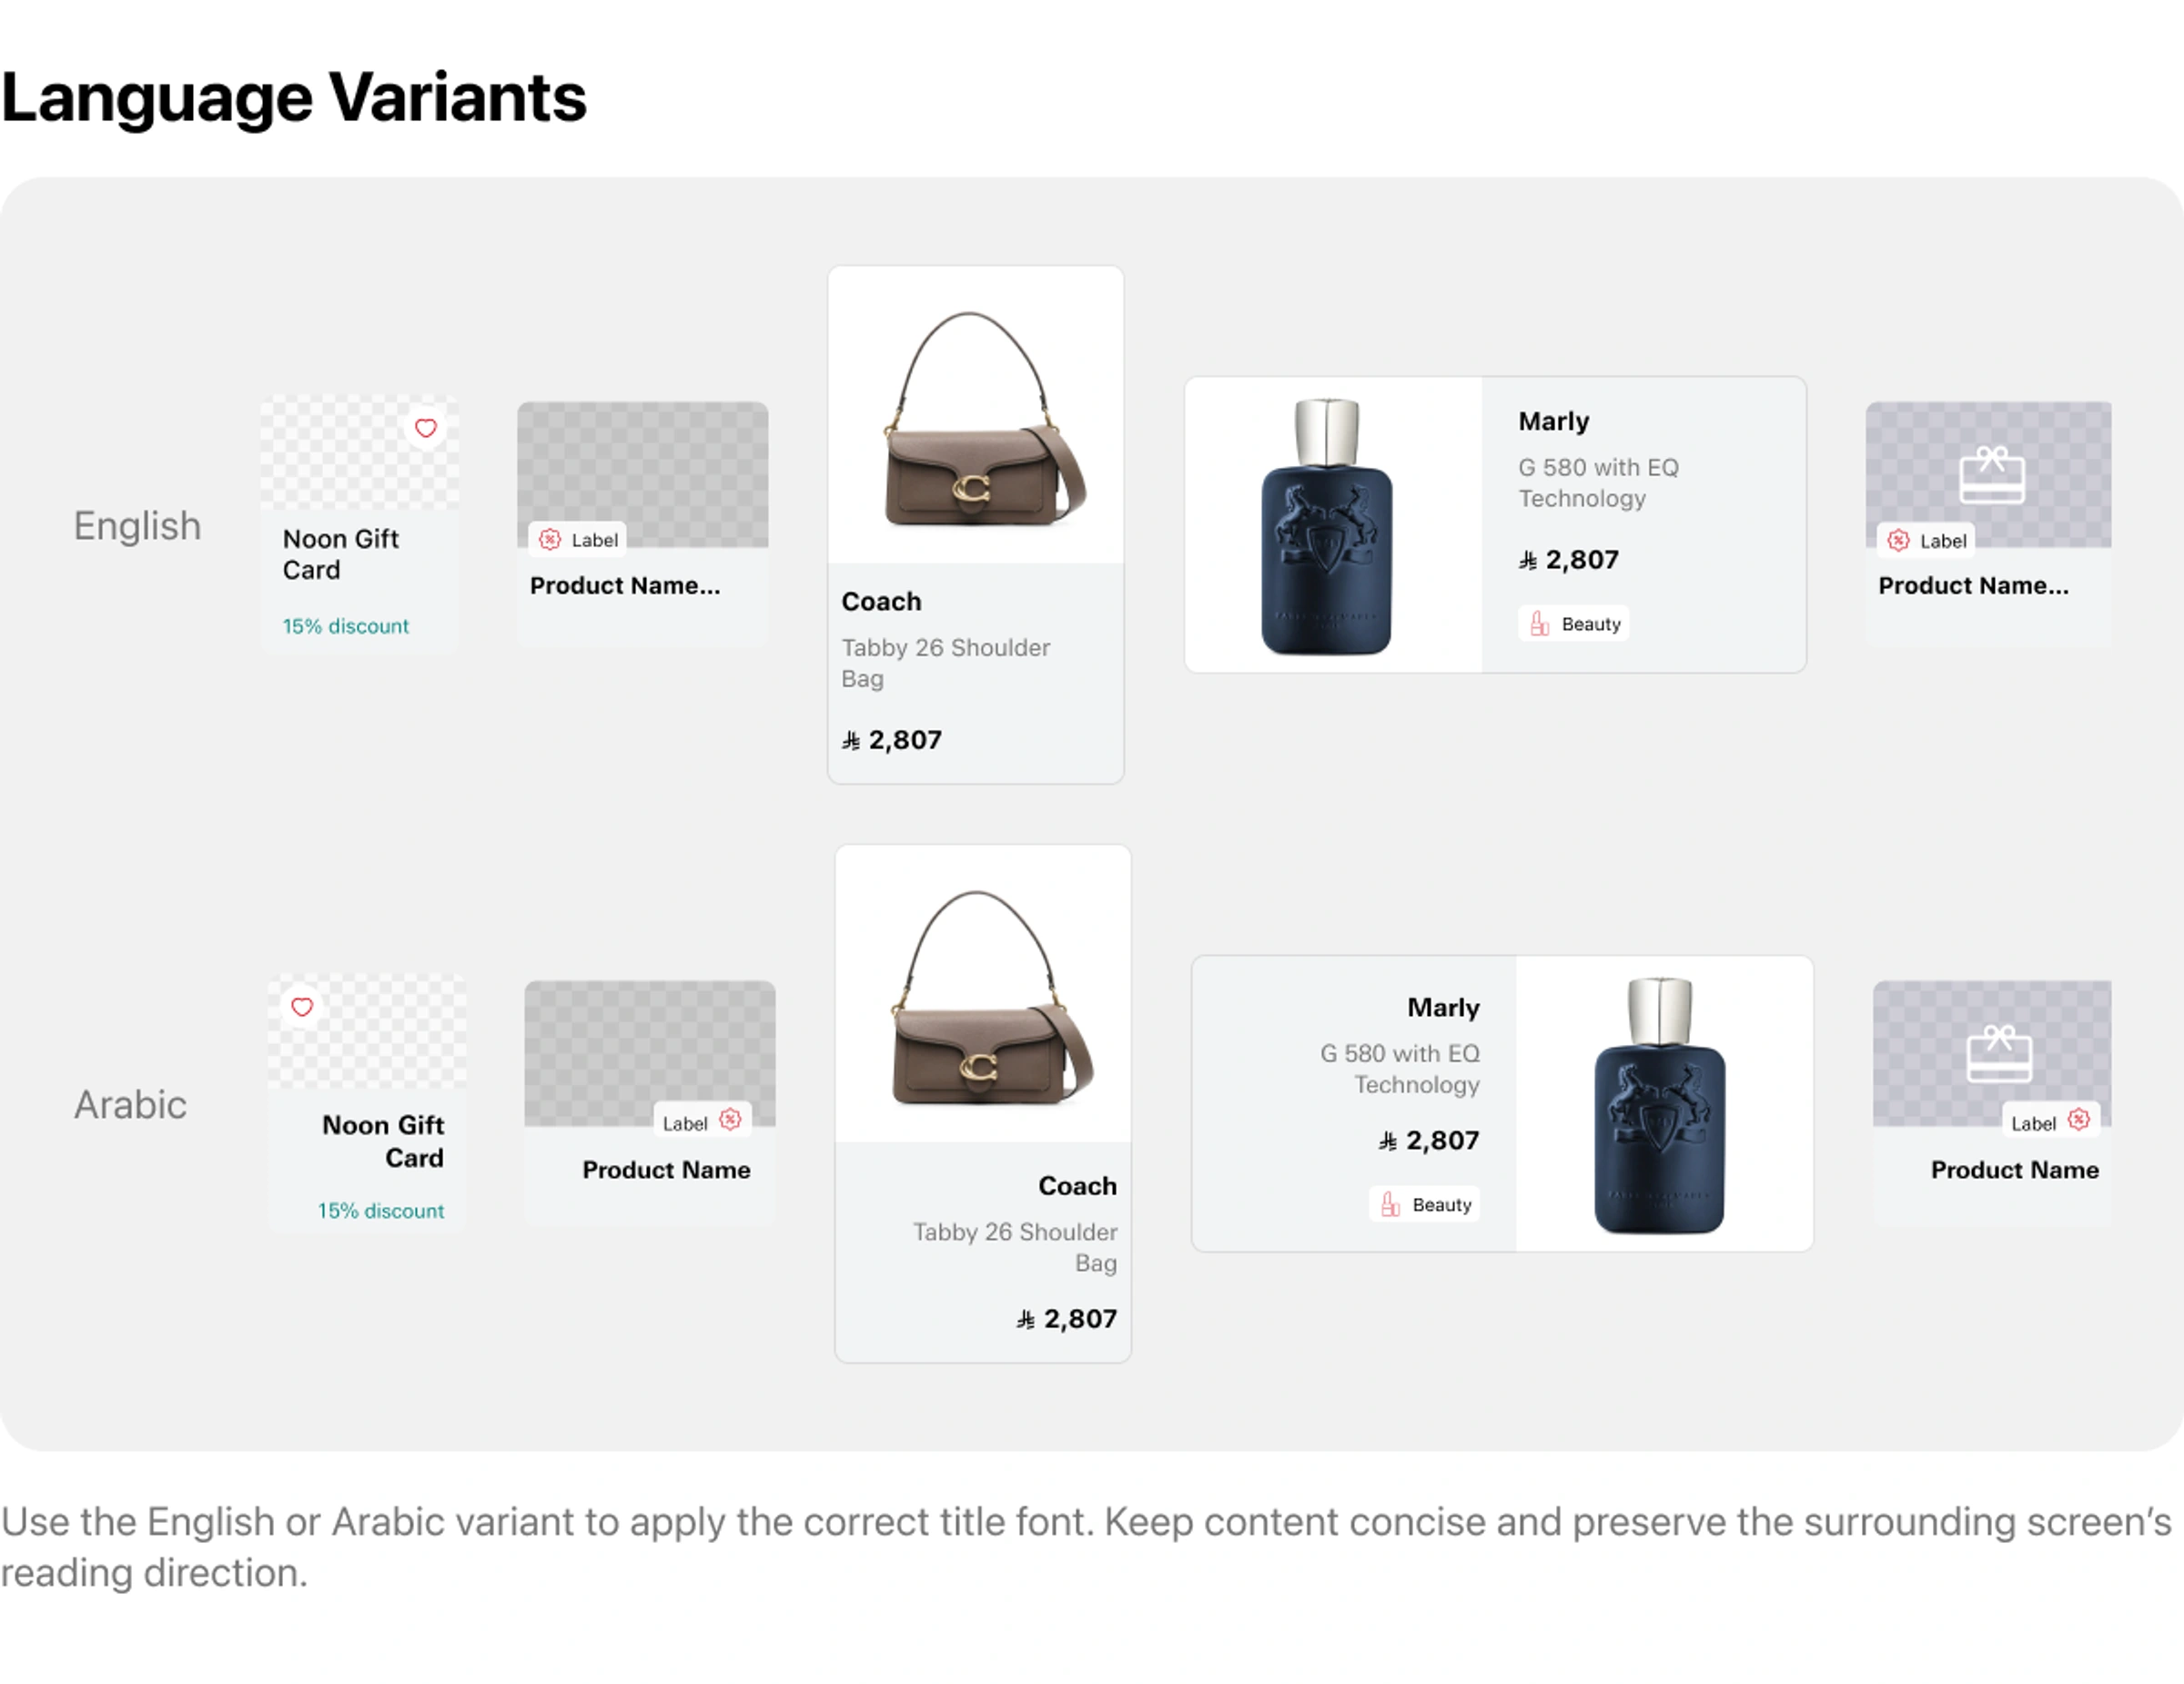 Language Variants
English
Noon Gift
Card
15% discount
Label
Product Name...
Coach
Tabby 26 Shoulder
Bag
⃁ 2,807
Marly
G 580 with EQ
Technology
⃁ 2,807
Beauty
Label
Product Name...
Arabic
Noon Gift
Card
15% discount
Label
Product Name
Coach
Tabby 26 Shoulder
Bag
⃁ 2,807
Marly
G 580 with EQ
Technology
⃁ 2,807
Beauty
Label
Product Name
Use the English or Arabic variant to apply the correct title font. Keep content concise and preserve the surrounding screen’s
reading direction.